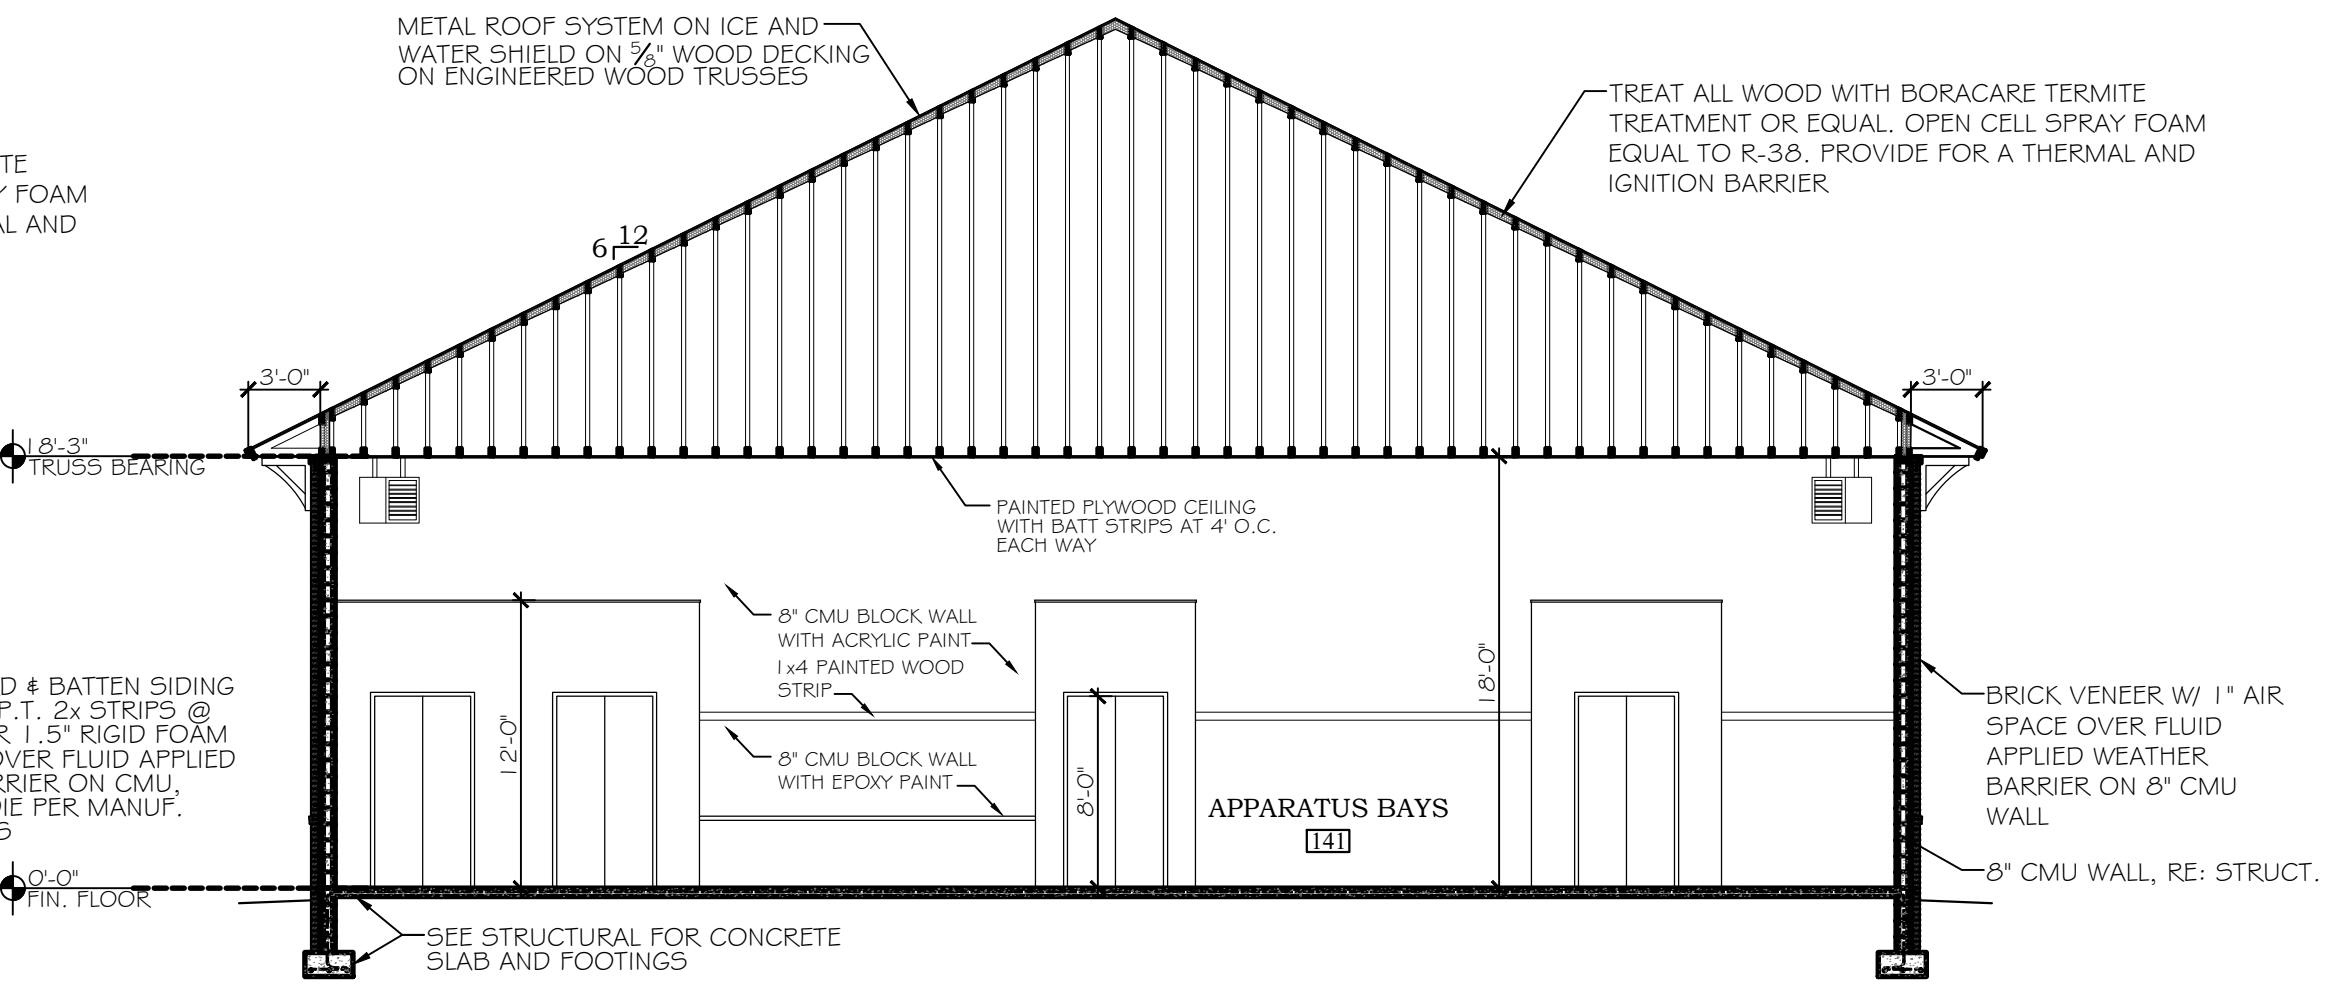 METAL ROOF SYSTEM ON ICE AND
WATER SHIELD ON 5/8" WOOD DECKING
ON ENGINEERED WOOD TRUSSES
TREAT ALL WOOD WITH BORACARE TERMITE
TREATMENT OR EQUAL. OPEN CELL SPRAY FOAM
EQUAL TO R-38. PROVIDE FOR A THERMAL AND
IGNITION BARRIER
FOAM
AND
6 12
3'-0"
3'-0"
18'-3"
TRUSS BEARING
PAINTED PLYWOOD CEILING
WITH BATT STRIPS AT 4' O.C.
EACH WAY
8" CMU BLOCK WALL
WITH ACRYLIC PAINT
1x4 PAINTED WOOD
STRIP
18'-0"
12'-0"
8'-0"
8" CMU BLOCK WALL
WITH EPOXY PAINT
APPARATUS BAYS
141
& BATTEN SIDING
P.T. 2x STRIPS @
1.5" RIGID FOAM
OVER FLUID APPLIED
ON CMU,
PER MANUF.
BRICK VENEER W/ 1" AIR
SPACE OVER FLUID
APPLIED WEATHER
BARRIER ON 8" CMU
WALL
8" CMU WALL, RE: STRUCT.
0'-0"
FIN. FLOOR
SEE STRUCTURAL FOR CONCRETE
SLAB AND FOOTINGS